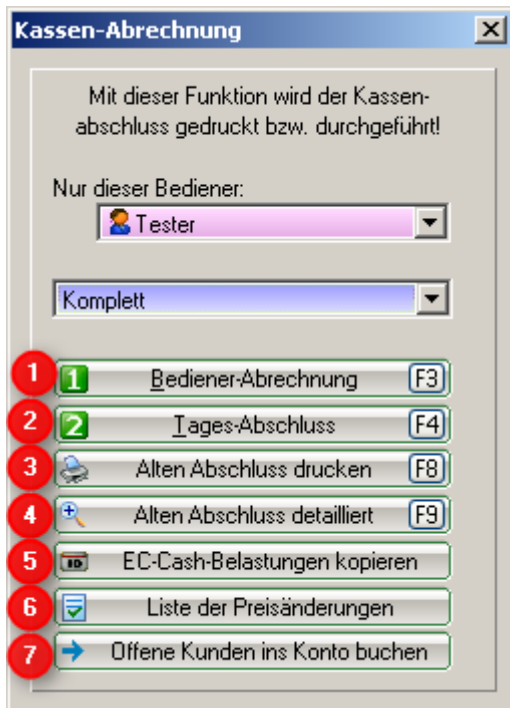 Kassen-Abrechnung
Mit dieser Funktion wird der Kassen-
abschluss gedruckt bzw. durchgeführt!
Nur dieser Bediener:
Tester
Komplett
1 1 Bediener-Abrechnung F3
2 2 Tages-Abschluss F4
3 Alten Abschluss drucken F8
4 Alten Abschluss detailliert F9
5 ID EC-Cash-Belastungen kopieren
6 Liste der Preisänderungen
7 Offene Kunden ins Konto buchen